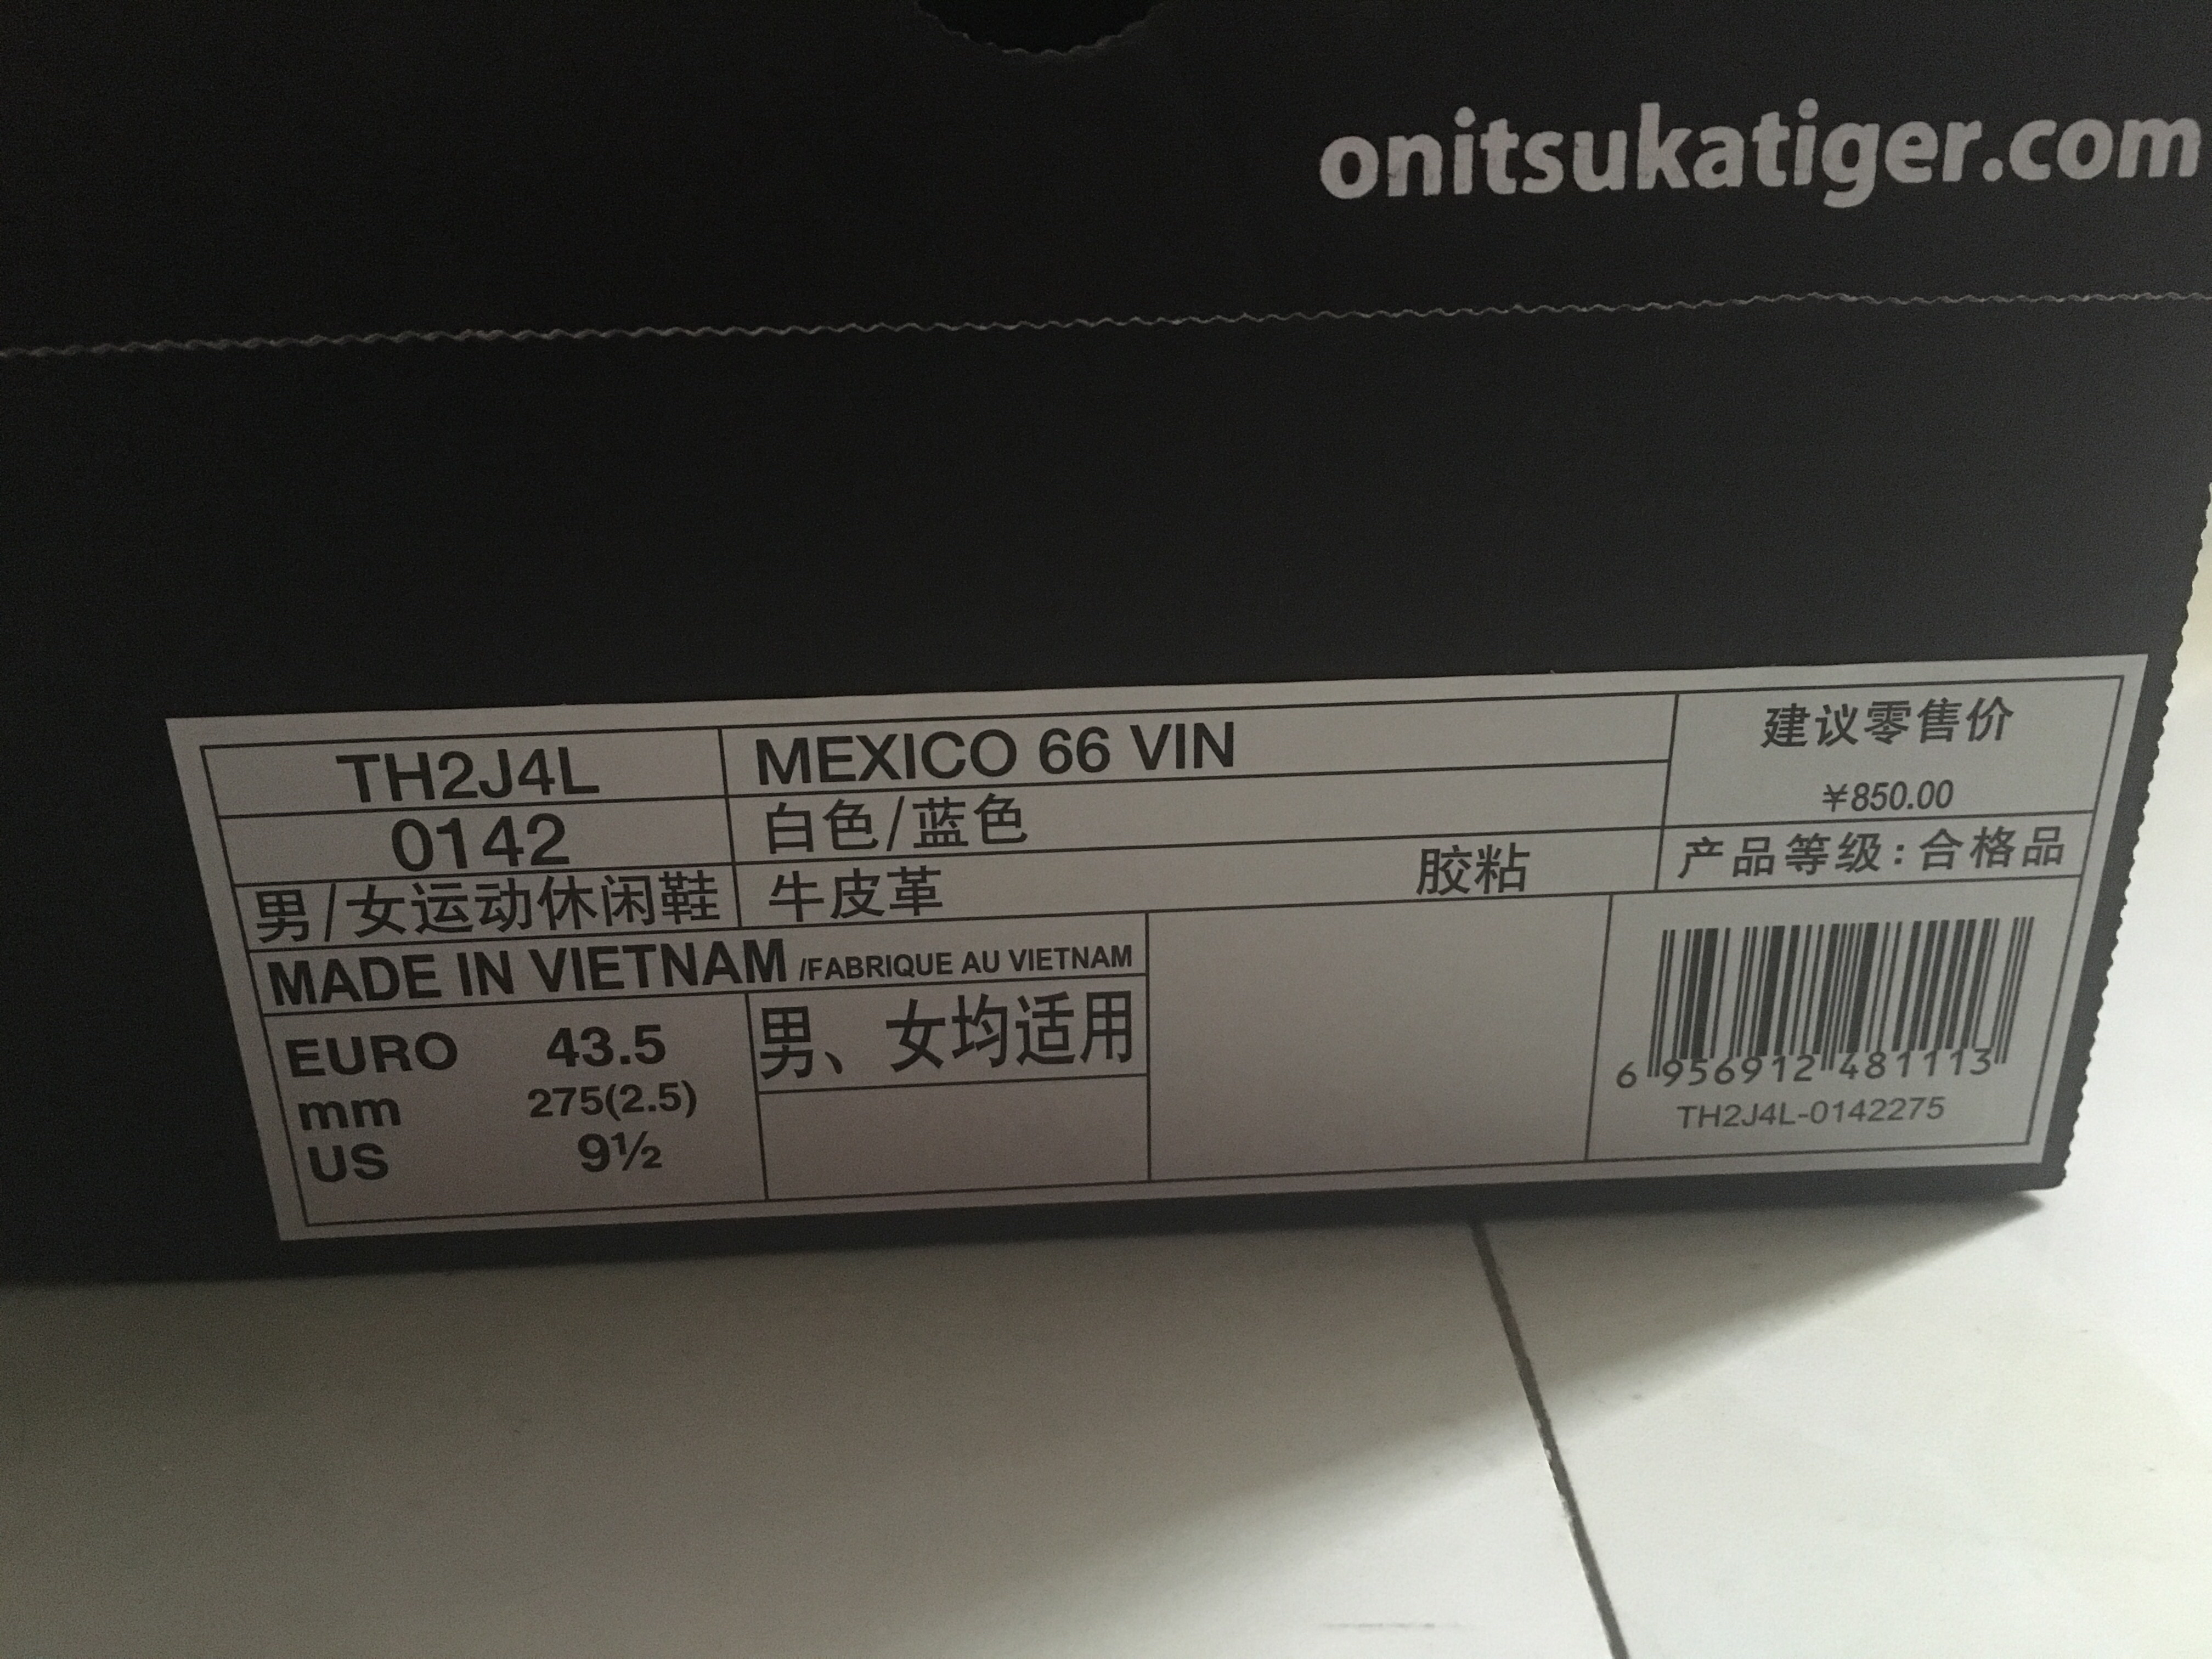 onitsukatiger.com
TH2J4L
MEXICO 66 VIN
建议零售价
¥850.00
0142
白色/蓝色
男/女运动休闲鞋
牛皮革
胶粘
产品等级:合格品
MADE IN VIETNAM /FABRIQUE AU VIETNAM
EURO 43.5
mm 275(2.5)
US 9½
男、女均适用
6 956912 481113
TH2J4L-0142275